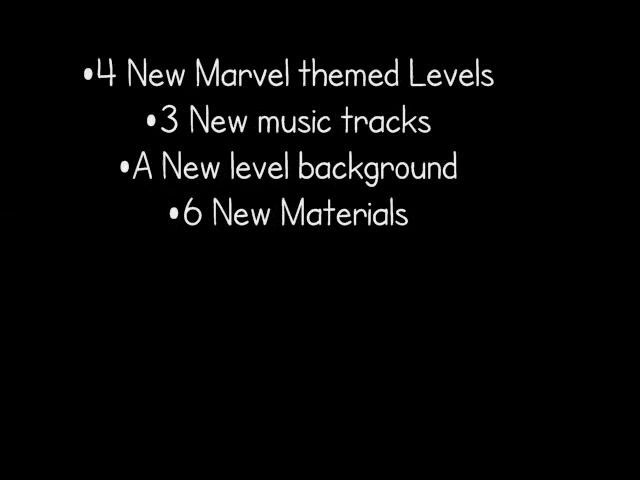 •4 New Marvel themed Levels
•3 New music tracks
•A New level background
•6 New Materials